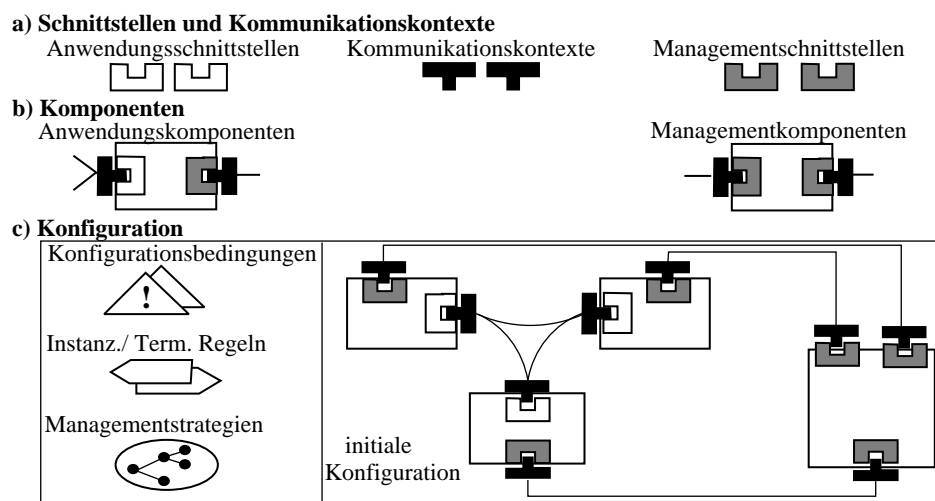 a) Schnittstellen und Kommunikationskontexte
Anwendungsschnittstellen
Kommunikationskontexte
Managementschnittstellen
b) Komponenten
Anwendungskomponenten
Managementkomponenten
c) Konfiguration
Konfigurationsbedingungen
!
Instanz./ Term. Regeln
Managementstrategien
initiale
Konfiguration